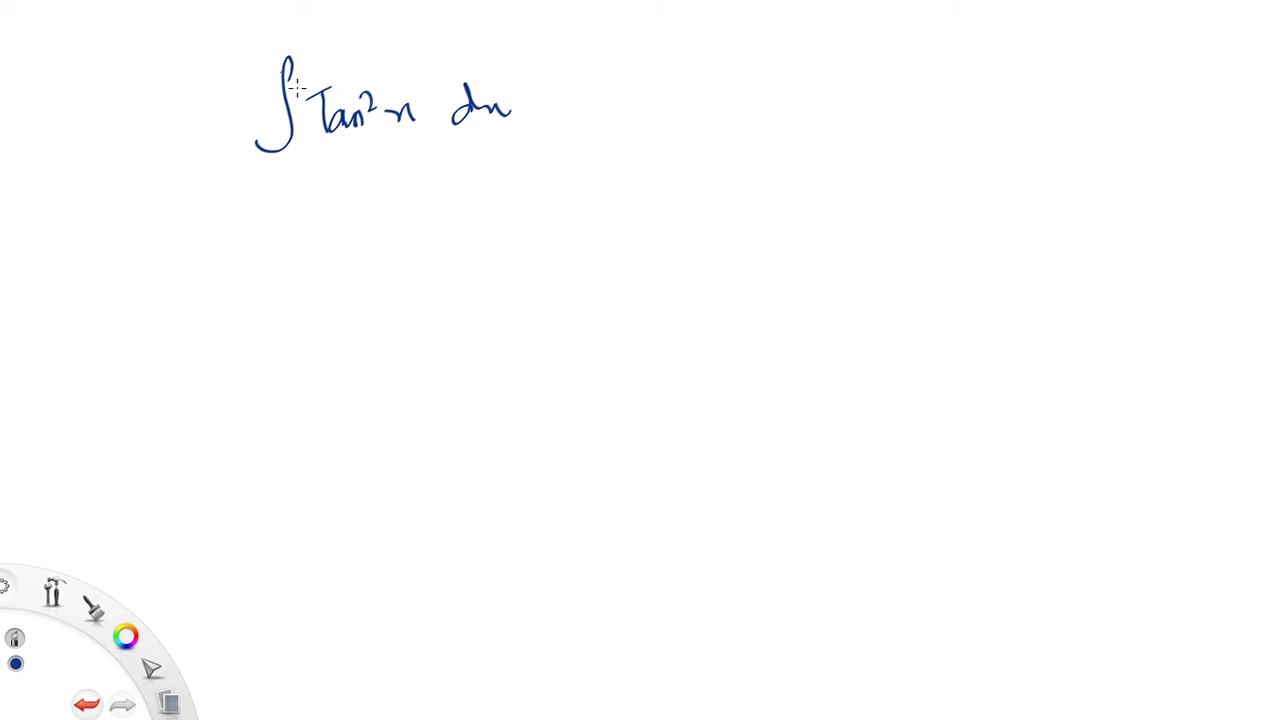 ∫ Tan²x dx